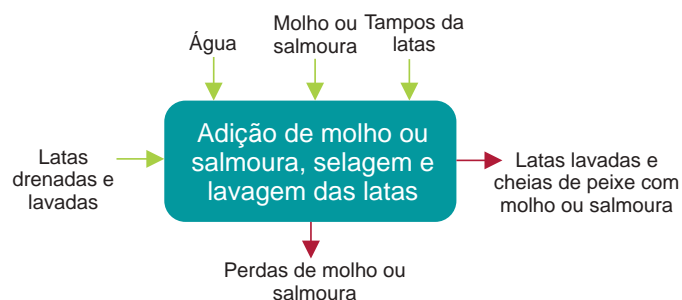 Água
Molho ou
salmoura
Tampos da
latas
Latas
drenadas e
lavadas
Adição de molho ou
salmoura, selagem e
lavagem das latas
Latas lavadas e
cheias de peixe com
molho ou salmoura
Perdas de molho ou
salmoura